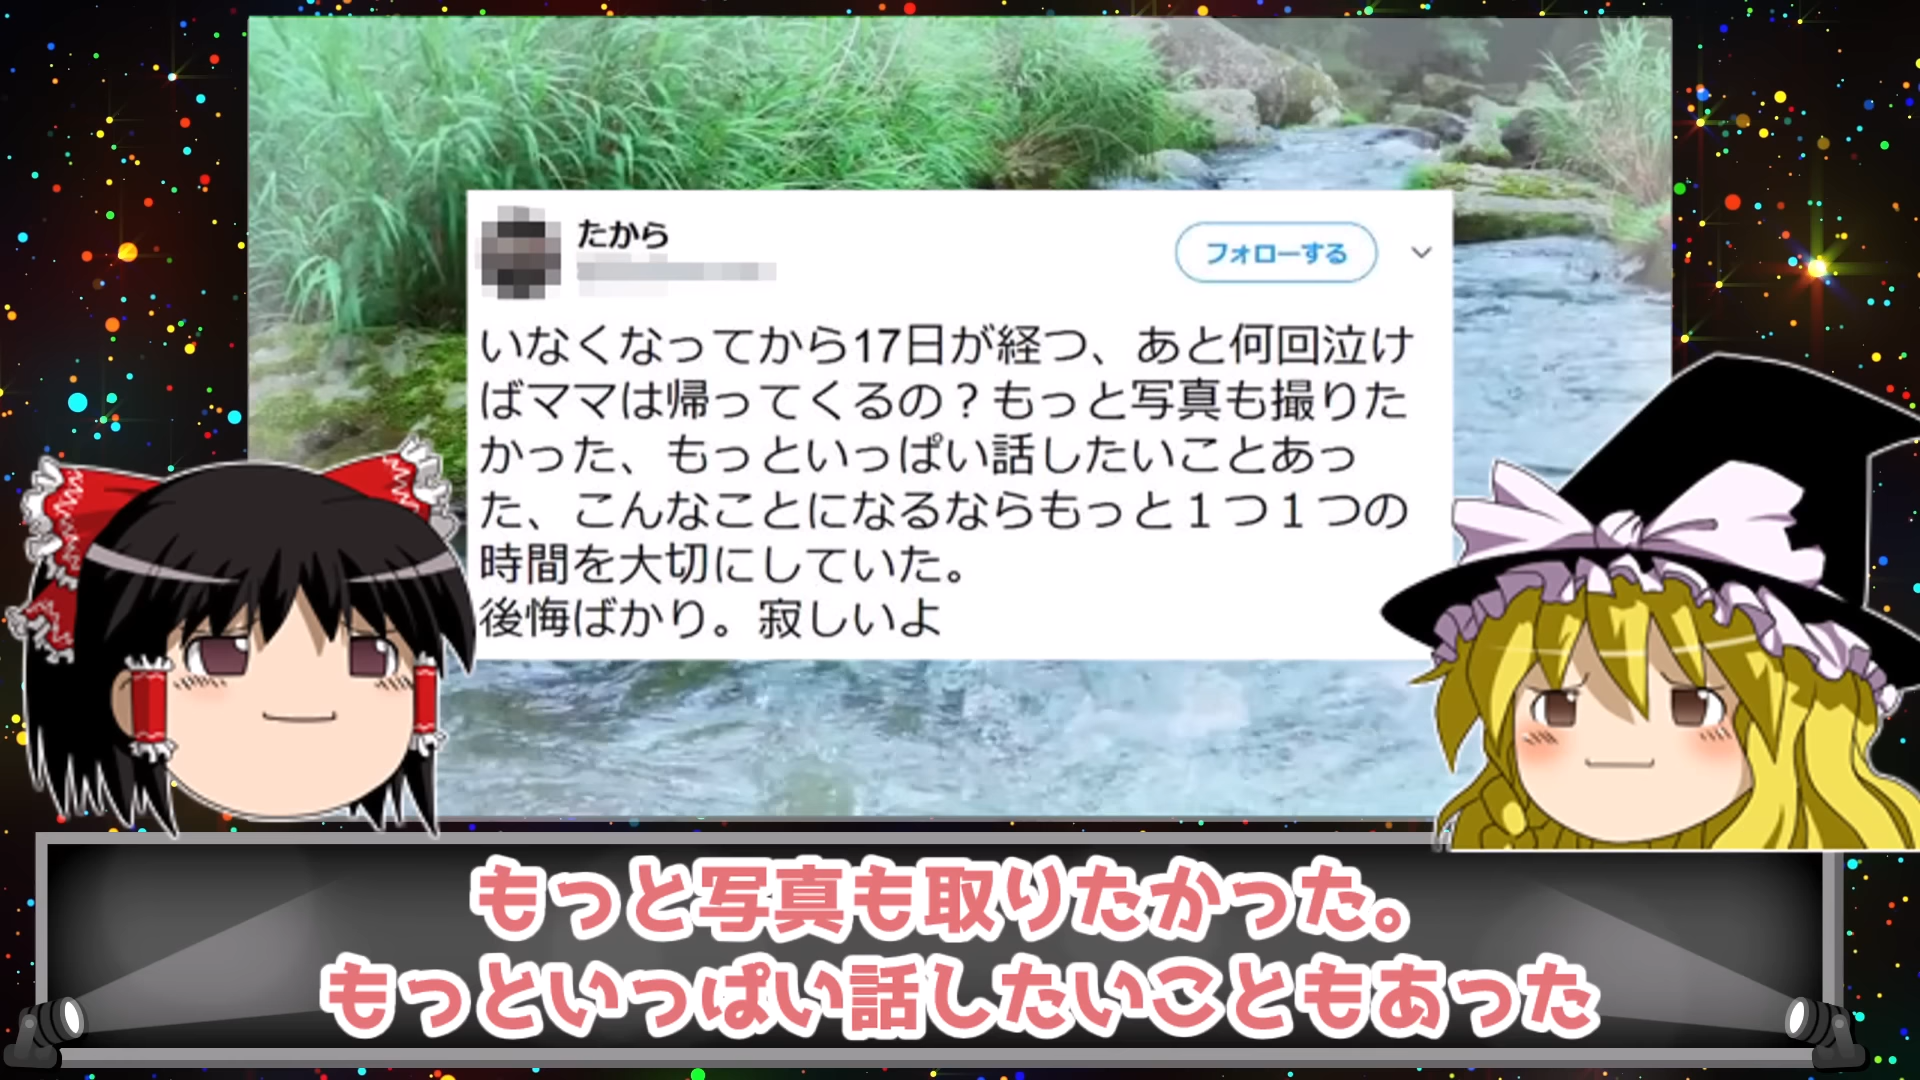 たから
フォローする
いなくなってから17日が経つ、あと何回泣け
ばママは帰ってくるの？もっと写真も撮りた
かった、もっといっぱい話したいことあっ
た、こんなことになるならもっと１つ１つの
時間を大切にしていた。
後悔ばかり。寂しいよ
もっと写真も取りたかった。
もっといっぱい話したいこともあった